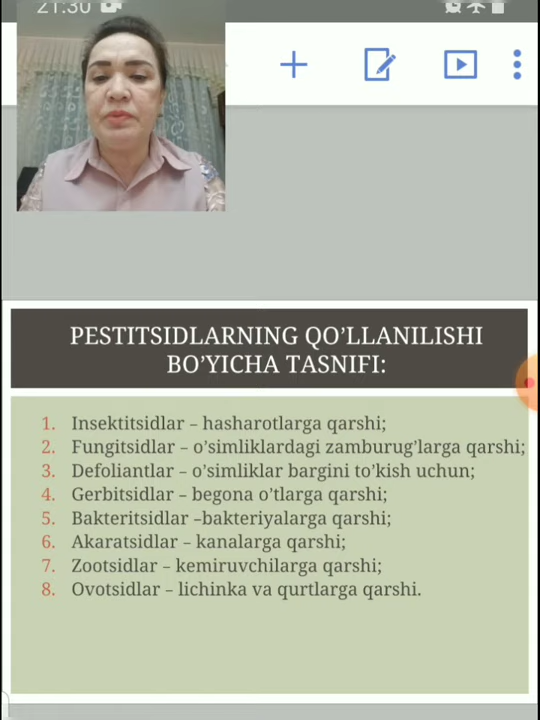 21:30
PESTITSIDLARNING QO’LLANILISHI
BO’YICHA TASNIFI:
1. Insektitsidlar – hasharotlarga qarshi;
2. Fungitsidlar – o’simliklardagi zamburug’larga qarshi;
3. Defoliantlar – o’simliklar bargini to’kish uchun;
4. Gerbitsidlar – begona o’tlarga qarshi;
5. Bakteritsidlar –bakteriyalarga qarshi;
6. Akaratsidlar – kanalarga qarshi;
7. Zootsidlar – kemiruvchilarga qarshi;
8. Ovotsidlar – lichinka va qurtlarga qarshi.